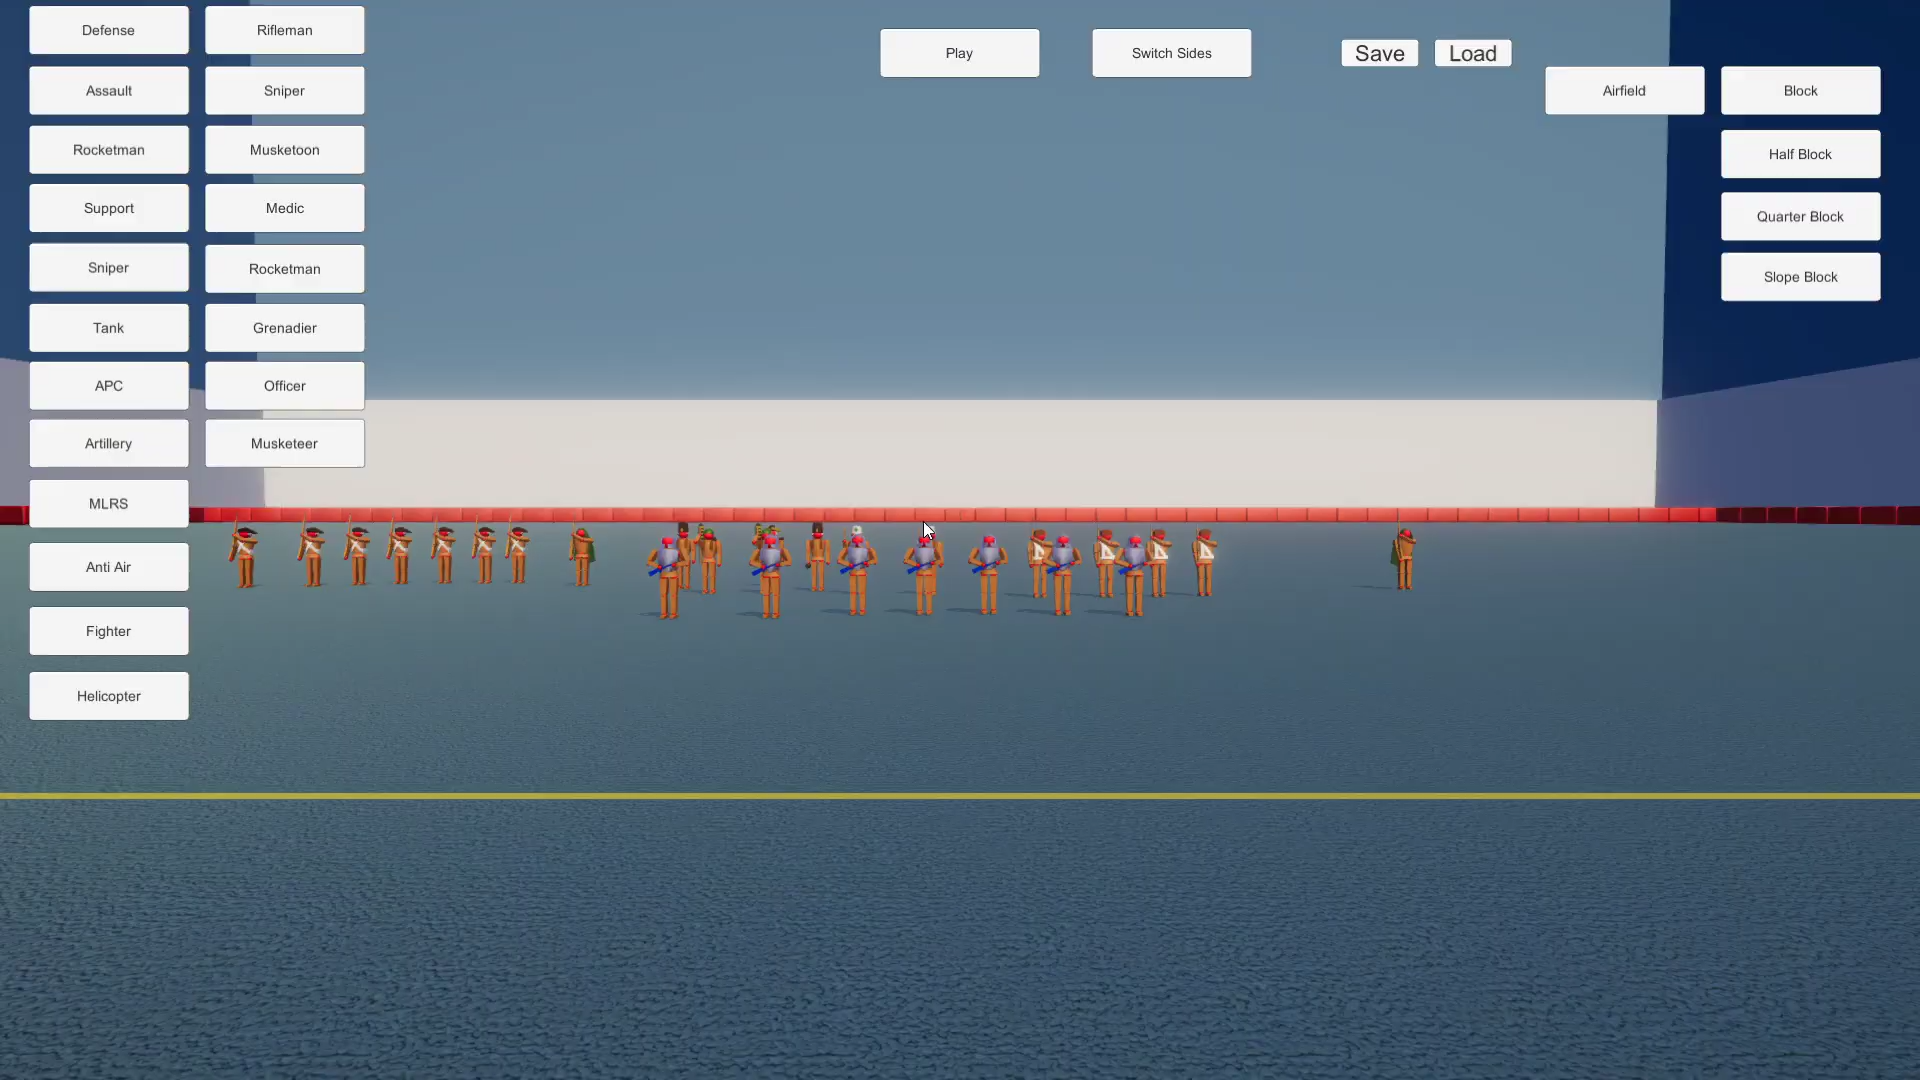 Defense
Rifleman
Play
Switch Sides
Save
Load
Assault
Sniper
Airfield
Block
Rocketman
Musketoon
Half Block
Support
Medic
Quarter Block
Sniper
Rocketman
Slope Block
Tank
Grenadier
APC
Officer
Artillery
Musketeer
MLRS
Anti Air
Fighter
Helicopter